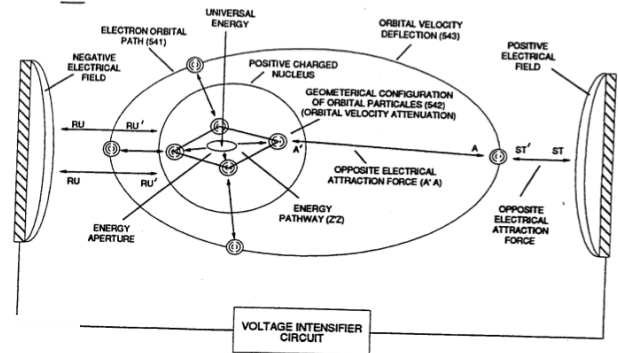 UNIVERSAL
ENERGY
ELECTRON ORBITAL
PATH (541)
ORBITAL VELOCITY
DEFLECTION (543)
NEGATIVE
ELECTRICAL
FIELD
POSITIVE
ELECTRICAL
FIELD
POSITIVE CHARGED
NUCLEUS
GEOMETERICAL CONFIGURATION
OF ORBITAL PARTICALES (542)
(ORBITAL VELOCITY ATTENUATION)
RU RU'
A' A ST' ST
RU RU'
OPPOSITE ELECTRICAL
ATTRACTION FORCE (A' A)
ENERGY
APERTURE
ENERGY
PATHWAY (Z'Z)
OPPOSITE
ELECTRICAL
ATTRACTION
FORCE
VOLTAGE INTENSIFIER
CIRCUIT